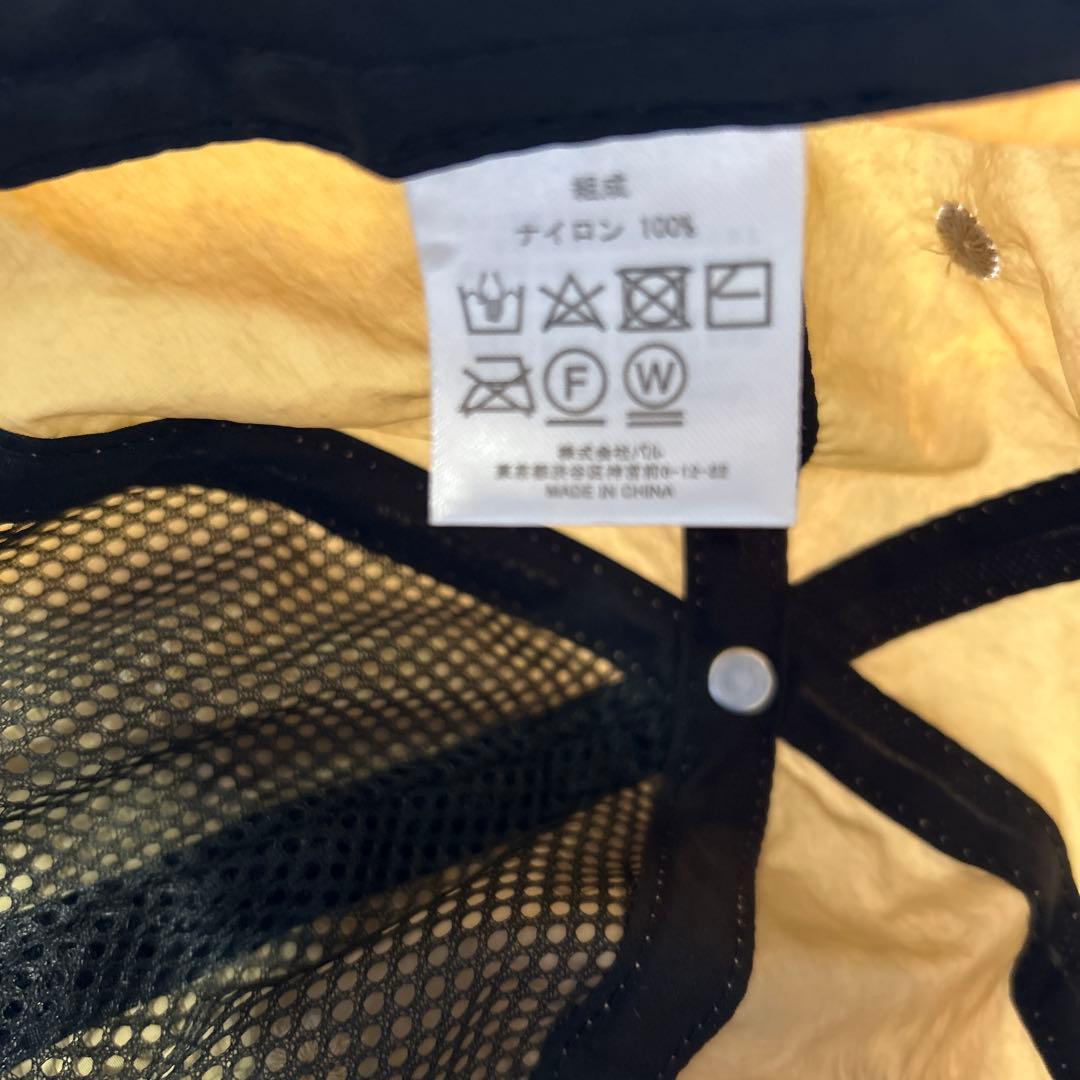 組成
ナイロン 100%
F W
株式会社パル
東京都渋谷区神宮前6-12-22
MADE IN CHINA